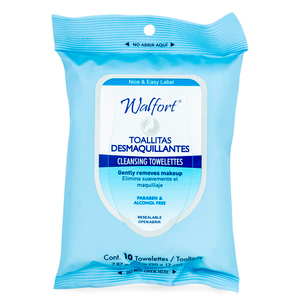 NO ABRIR AQUÍ
Nice & Easy Label
Walfort®
TOALLITAS
DESMAQUILLANTES
CLEANSING TOWELETTES
Gently removes makeup
Elimina suavemente el
maquillaje
PARABEN &
ALCOHOL FREE
RESEALABLE
OPEN/ABRIR
Cont. 10 Towelettes / Toallitas